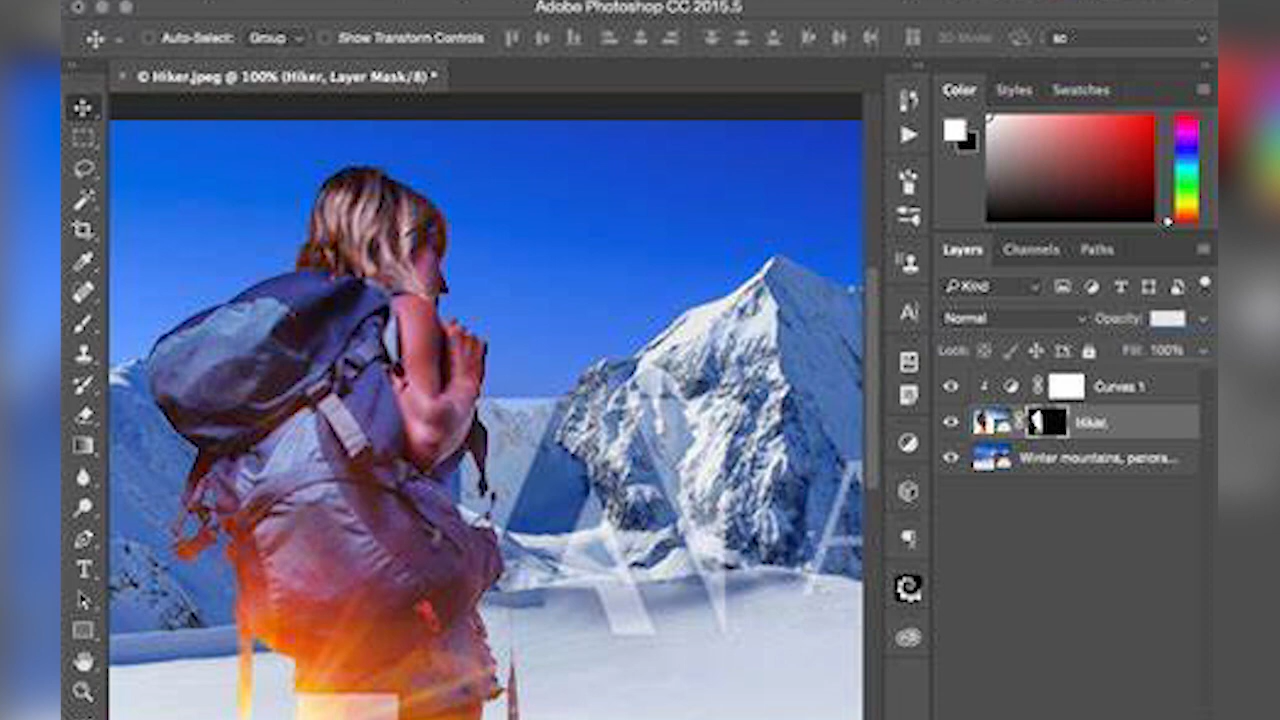 Adobe Photoshop CC 2015.5
Auto-Select: Group Show Transform Controls 3D Mode:
© Hiker.jpeg @ 100% (Hiker, Layer Mask/8) *
Color Styles Swatches
Layers Channels Paths
Kind
Normal Opacity:
Lock: Fill: 100%
Curves 1
Hiker
Winter mountains, panora...